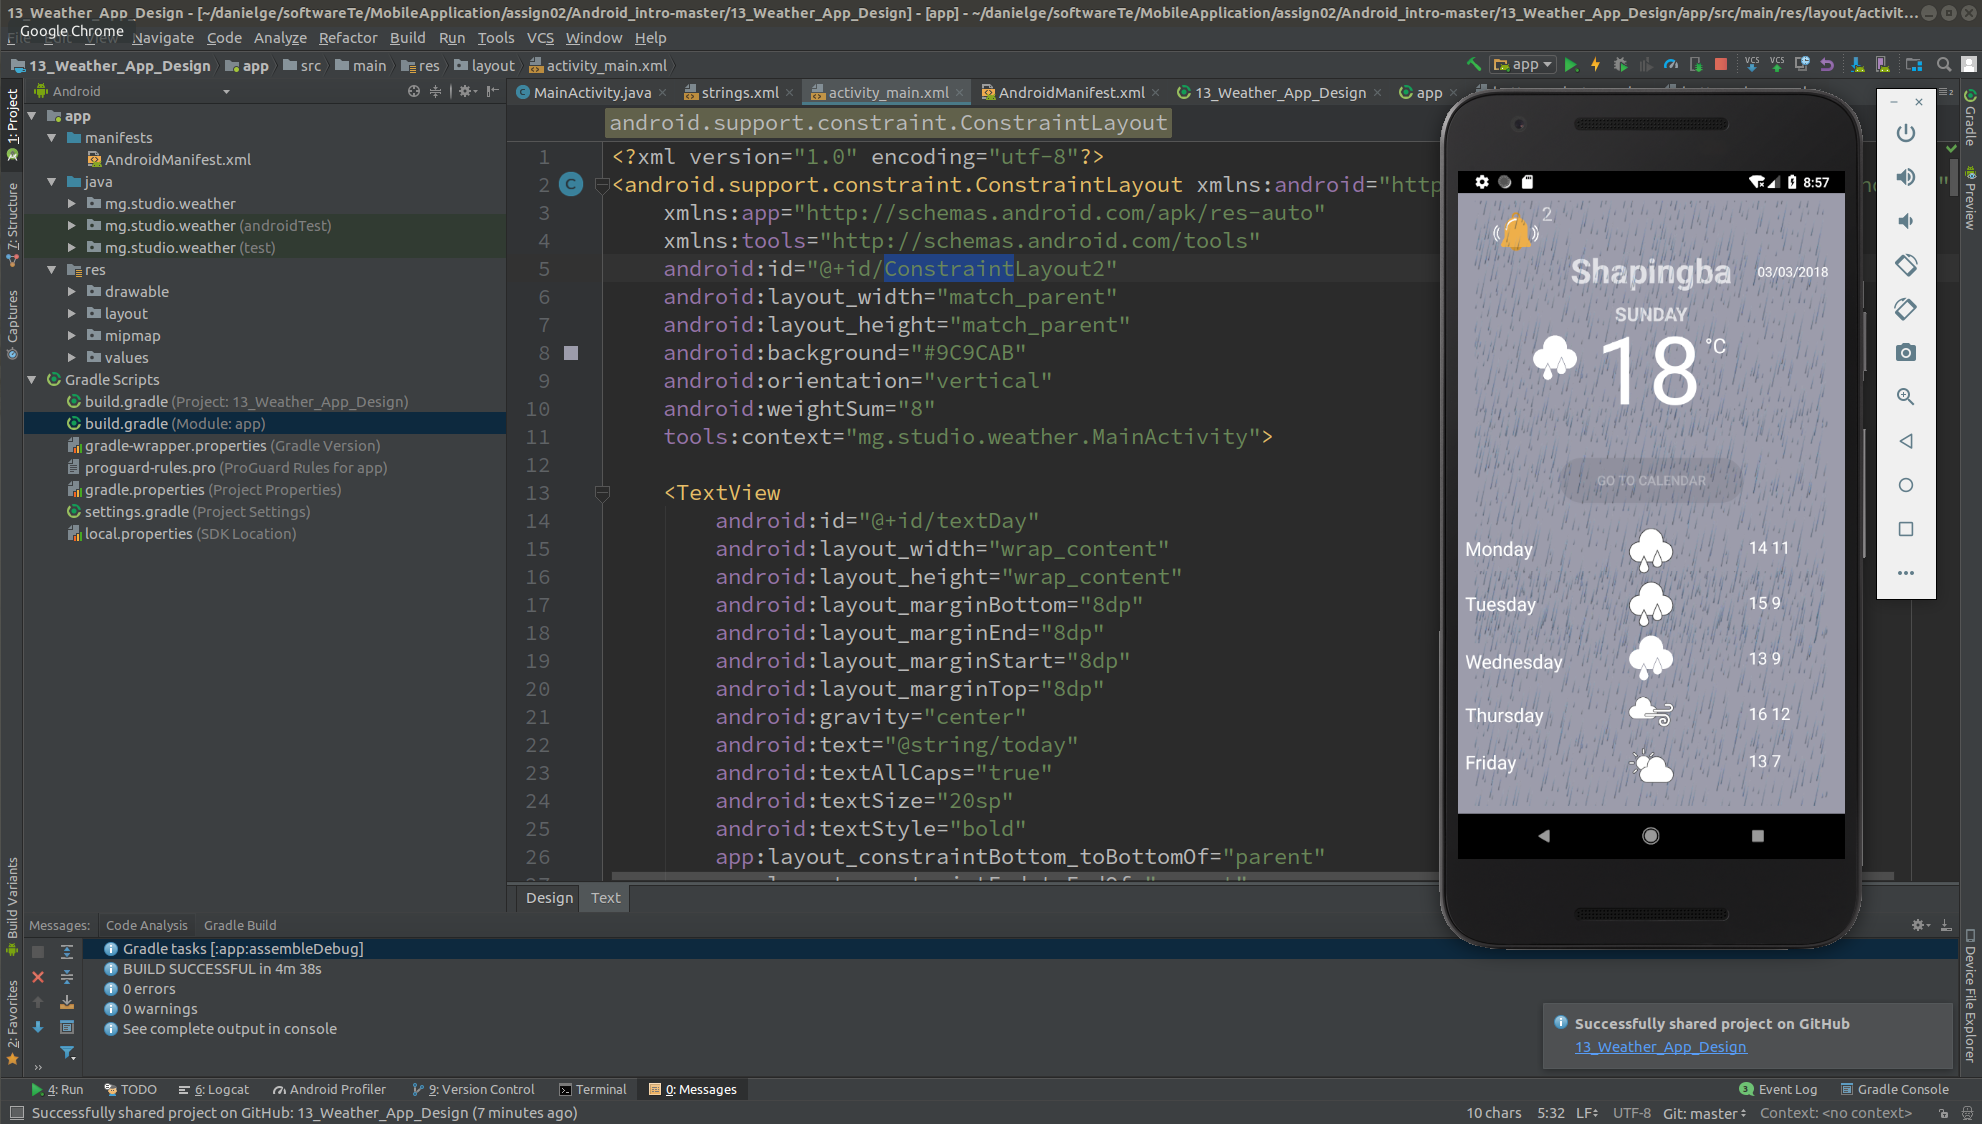 13_Weather_App_Design - [~/danielge/softwareTe/MobileApplication/assign02/Android_intro-master/13_Weather_App_Design] - [app] - ~/danielge/softwareTe/MobileApplication/assign02/Android_intro-master/13_Weather_App_Design/app/src/main/res/layout/activit...
Google Chrome
Navigate Code Analyze Refactor Build Run Tools VCS Window Help
13_Weather_App_Design app src main res layout activity_main.xml
app
VCS VCS
Android
MainActivity.java strings.xml activity_main.xml AndroidManifest.xml 13_Weather_App_Design app
1: Project
7: Structure
Captures
Build Variants
2: Favorites
app
manifests
AndroidManifest.xml
java
mg.studio.weather
mg.studio.weather (androidTest)
mg.studio.weather (test)
res
drawable
layout
mipmap
values
Gradle Scripts
build.gradle (Project: 13_Weather_App_Design)
build.gradle (Module: app)
gradle-wrapper.properties (Gradle Version)
proguard-rules.pro (ProGuard Rules for app)
gradle.properties (Project Properties)
settings.gradle (Project Settings)
local.properties (SDK Location)
android.support.constraint.ConstraintLayout
1 <?xml version="1.0" encoding="utf-8"?>
2 <android.support.constraint.ConstraintLayout xmlns:android="http
3 xmlns:app="http://schemas.android.com/apk/res-auto"
4 xmlns:tools="http://schemas.android.com/tools"
5 android:id="@+id/ConstraintLayout2"
6 android:layout_width="match_parent"
7 android:layout_height="match_parent"
8 android:background="#9C9CAB"
9 android:orientation="vertical"
10 android:weightSum="8"
11 tools:context="mg.studio.weather.MainActivity">
12
13 <TextView
14 android:id="@+id/textDay"
15 android:layout_width="wrap_content"
16 android:layout_height="wrap_content"
17 android:layout_marginBottom="8dp"
18 android:layout_marginEnd="8dp"
19 android:layout_marginStart="8dp"
20 android:layout_marginTop="8dp"
21 android:gravity="center"
22 android:text="@string/today"
23 android:textAllCaps="true"
24 android:textSize="20sp"
25 android:textStyle="bold"
26 app:layout_constraintBottom_toBottomOf="parent"
Design Text
8:57
2
Shapingba 03/03/2018
SUNDAY
18 °C
GO TO CALENDAR
Monday 14 11
Tuesday 15 9
Wednesday 13 9
Thursday 16 12
Friday 13 7
Gradle
Preview
Device File Explorer
Messages: Code Analysis Gradle Build
Gradle tasks [:app:assembleDebug]
BUILD SUCCESSFUL in 4m 38s
0 errors
0 warnings
See complete output in console
Successfully shared project on GitHub
13_Weather_App_Design
4: Run TODO 6: Logcat Android Profiler 9: Version Control Terminal 0: Messages 3 Event Log Gradle Console
Successfully shared project on GitHub: 13_Weather_App_Design (7 minutes ago) 10 chars 5:32 LF UTF-8 Git: master Context: <no context>